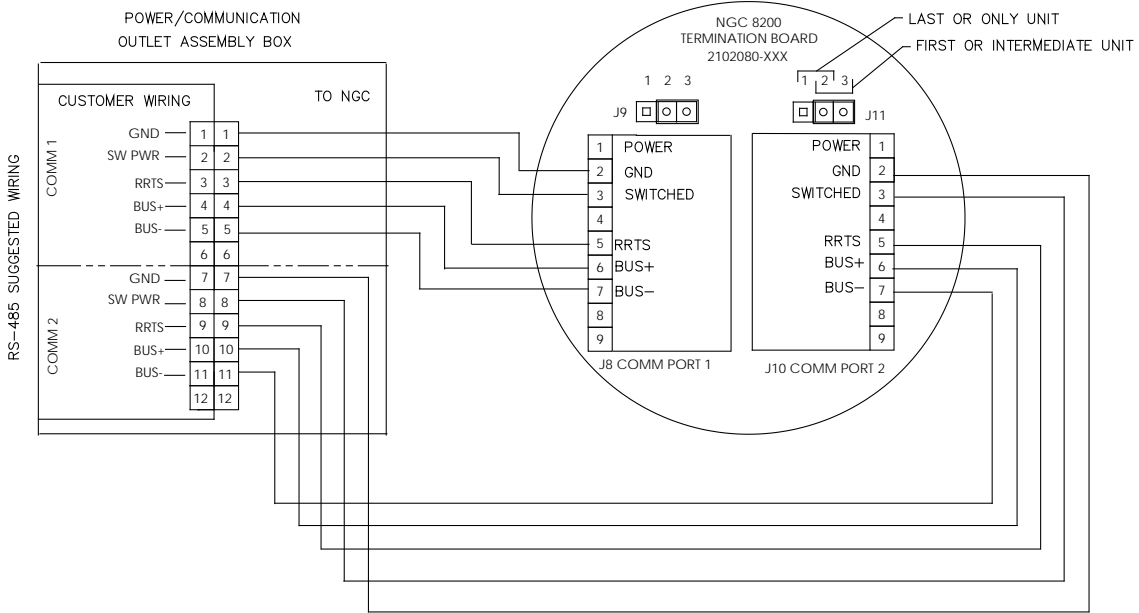 POWER/COMMUNICATION
OUTLET ASSEMBLY BOX
CUSTOMER WIRING
TO NGC
RS-485 SUGGESTED WIRING
COMM 1
GND 1 1
SW PWR 2 2
RRTS 3 3
BUS+ 4 4
BUS- 5 5
6 6
COMM 2
GND 7 7
SW PWR 8 8
RRTS 9 9
BUS+ 10 10
BUS- 11 11
12 12
NGC 8200
TERMINATION BOARD
2102080-XXX
LAST OR ONLY UNIT
FIRST OR INTERMEDIATE UNIT
1 2 3
J9
1 2 3
J11
1 POWER
2 GND
3 SWITCHED
4
5 RRTS
6 BUS+
7 BUS-
8
9
J8 COMM PORT 1
POWER 1
GND 2
SWITCHED 3
4
RRTS 5
BUS+ 6
BUS- 7
8
9
J10 COMM PORT 2